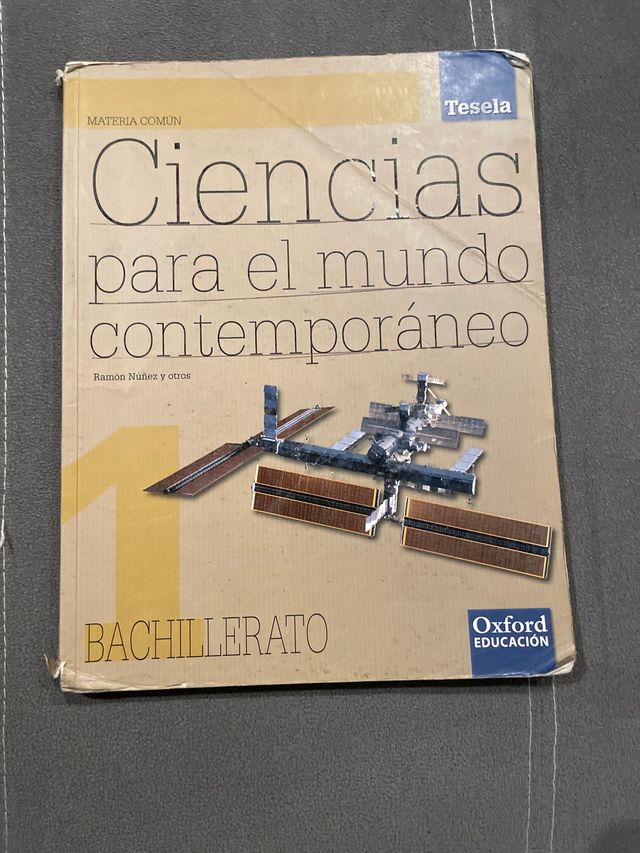 Tesela
MATERIA COMÚN
Ciencias
para el mundo
contemporáneo
Ramón Núñez y otros
1
BACHILLERATO
Oxford
EDUCACIÓN